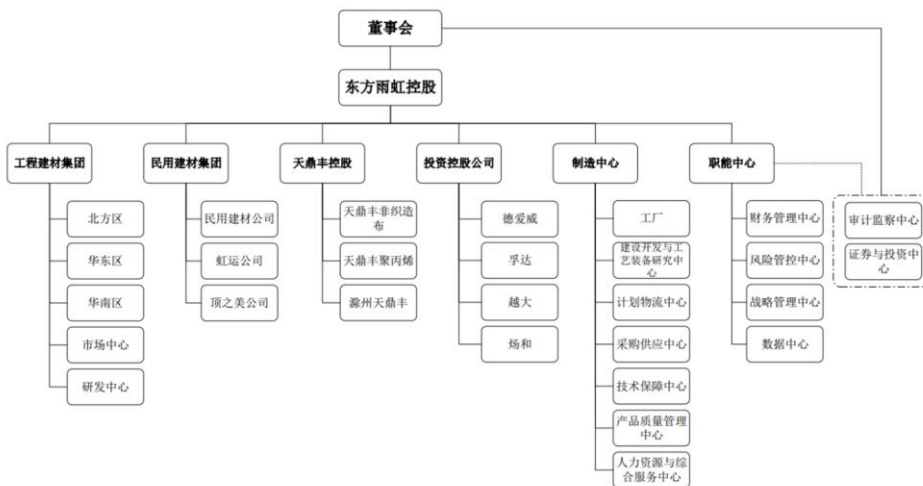 董事会
东方雨虹控股
工程建材集团
民用建材集团
天鼎丰控股
投资控股公司
制造中心
职能中心
北方区
华东区
华南区
市场中心
研发中心
民用建材公司
虹运公司
顶之美公司
天鼎丰非织造
布
天鼎丰聚丙烯
滁州天鼎丰
德爱威
孚达
越大
炀和
工厂
建设开发与工
艺装备研究中
心
计划物流中心
采购供应中心
技术保障中心
产品质量管理
中心
人力资源与综
合服务中心
财务管理中心
风险管控中心
战略管理中心
数据中心
审计监察中心
证券与投资中
心